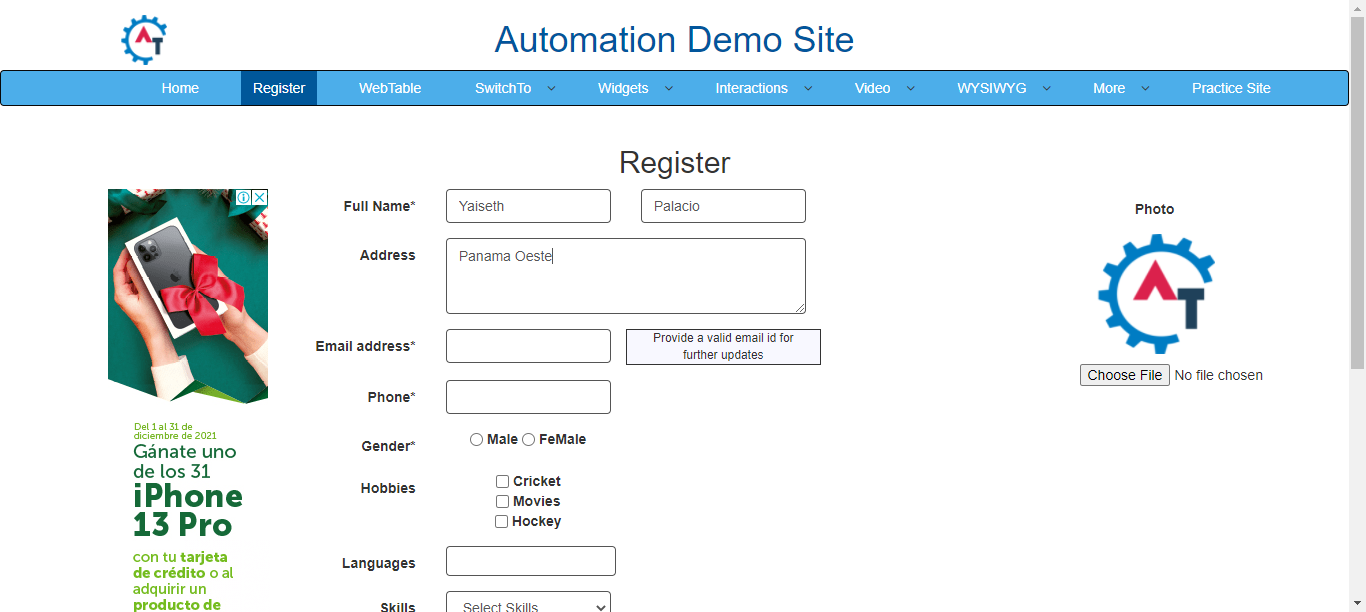 AT
Automation Demo Site
Home Register WebTable SwitchTo Widgets Interactions Video WYSIWYG More Practice Site
Register
Full Name* Yaiseth Palacio
Address Panama Oeste
Email address* Provide a valid email id for
further updates
Phone*
Gender* Male FeMale
Hobbies Cricket
Movies
Hockey
Languages
Skills Select Skills
Photo
AT
Choose File No file chosen
Del 1 al 31 de
diciembre de 2021
Gánate uno
de los 31
iPhone
13 Pro
con tu tarjeta
de crédito o al
adquirir un
producto de